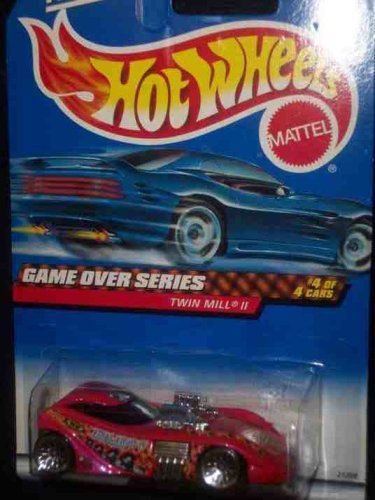 HOT WHEELS
MATTEL
®
GAME OVER SERIES
TWIN MILL® II
#4 OF
4 CARS